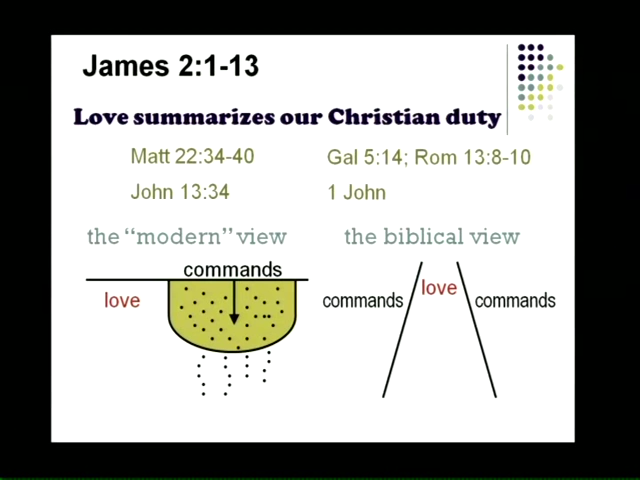 James 2:1-13
Love summarizes our Christian duty
Matt 22:34-40
Gal 5:14; Rom 13:8-10
John 13:34
1 John
the “modern” view
the biblical view
commands
love
commands
love
commands